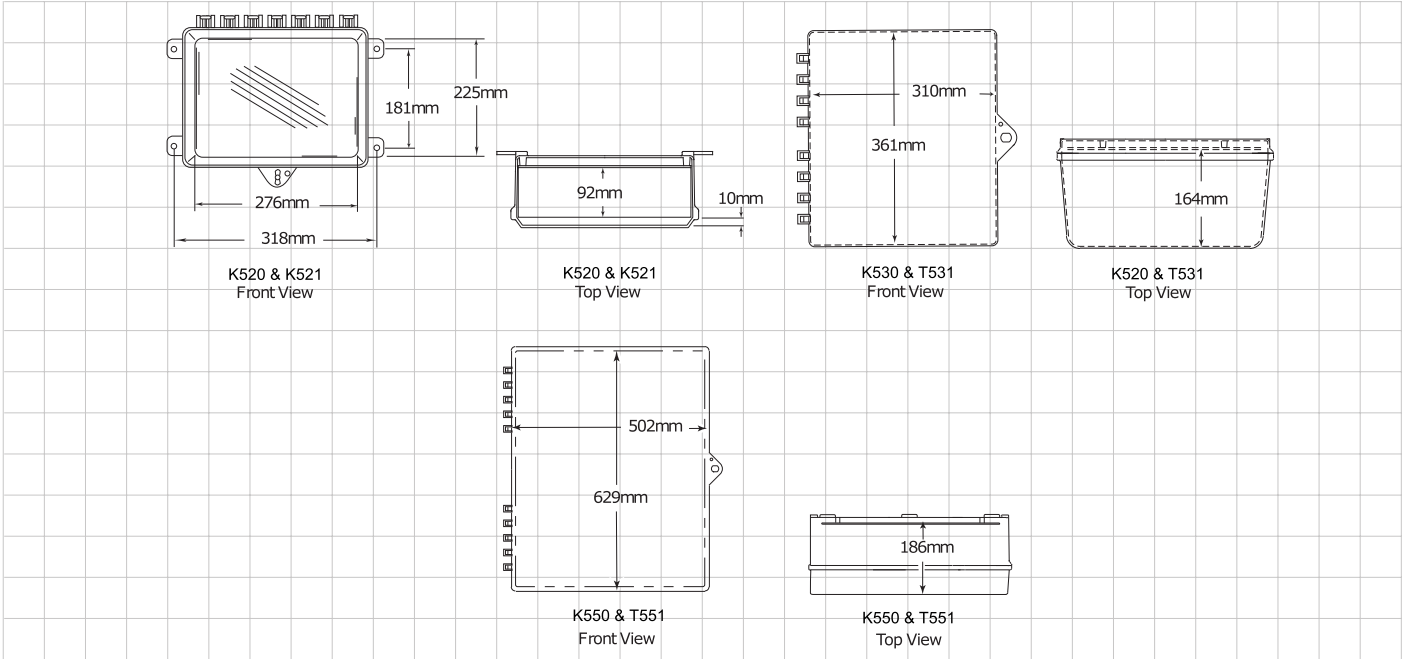 225mm
181mm
276mm
318mm
K520 & K521
Front View
92mm
10mm
K520 & K521
Top View
310mm
361mm
K530 & T531
Front View
164mm
K520 & T531
Top View
502mm
629mm
K550 & T551
Front View
186mm
K550 & T551
Top View